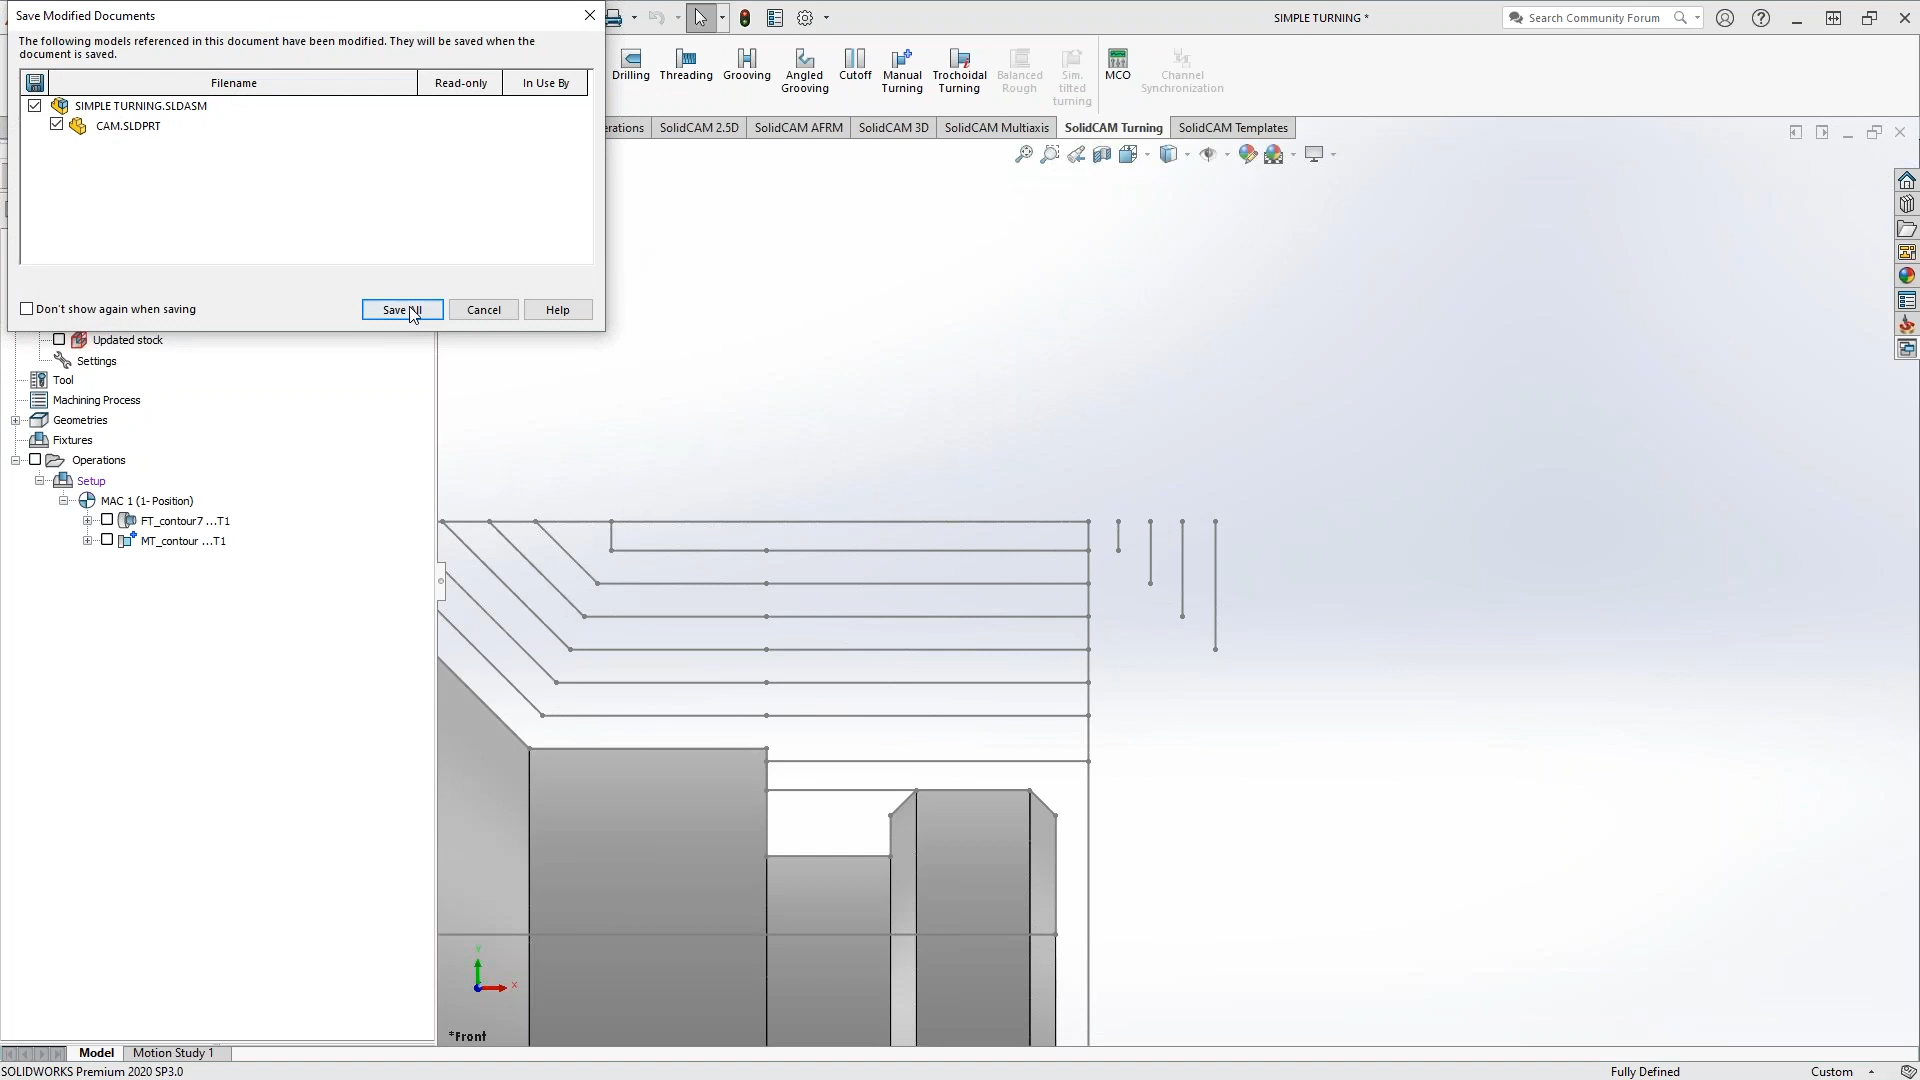 Save Modified Documents
SIMPLE TURNING *
Search Community Forum
The following models referenced in this document have been modified. They will be saved when the
document is saved.
Filename
Read-only
In Use By
SIMPLE TURNING.SLDASM
CAM.SLDPRT
Don't show again when saving
Save All
Cancel
Help
Drilling
Threading
Grooving
Angled
Grooving
Cutoff
Manual
Turning
Trochoidal
Turning
Balanced
Rough
Sim.
tilted
turning
MCO
Channel
Synchronization
erations
SolidCAM 2.5D
SolidCAM AFRM
SolidCAM 3D
SolidCAM Multiaxis
SolidCAM Turning
SolidCAM Templates
Updated stock
Settings
Tool
Machining Process
Geometries
Fixtures
Operations
Setup
MAC 1 (1- Position)
FT_contour7 ...T1
MT_contour ...T1
Y
X
*Front
Model
Motion Study 1
SOLIDWORKS Premium 2020 SP3.0
Fully Defined
Custom